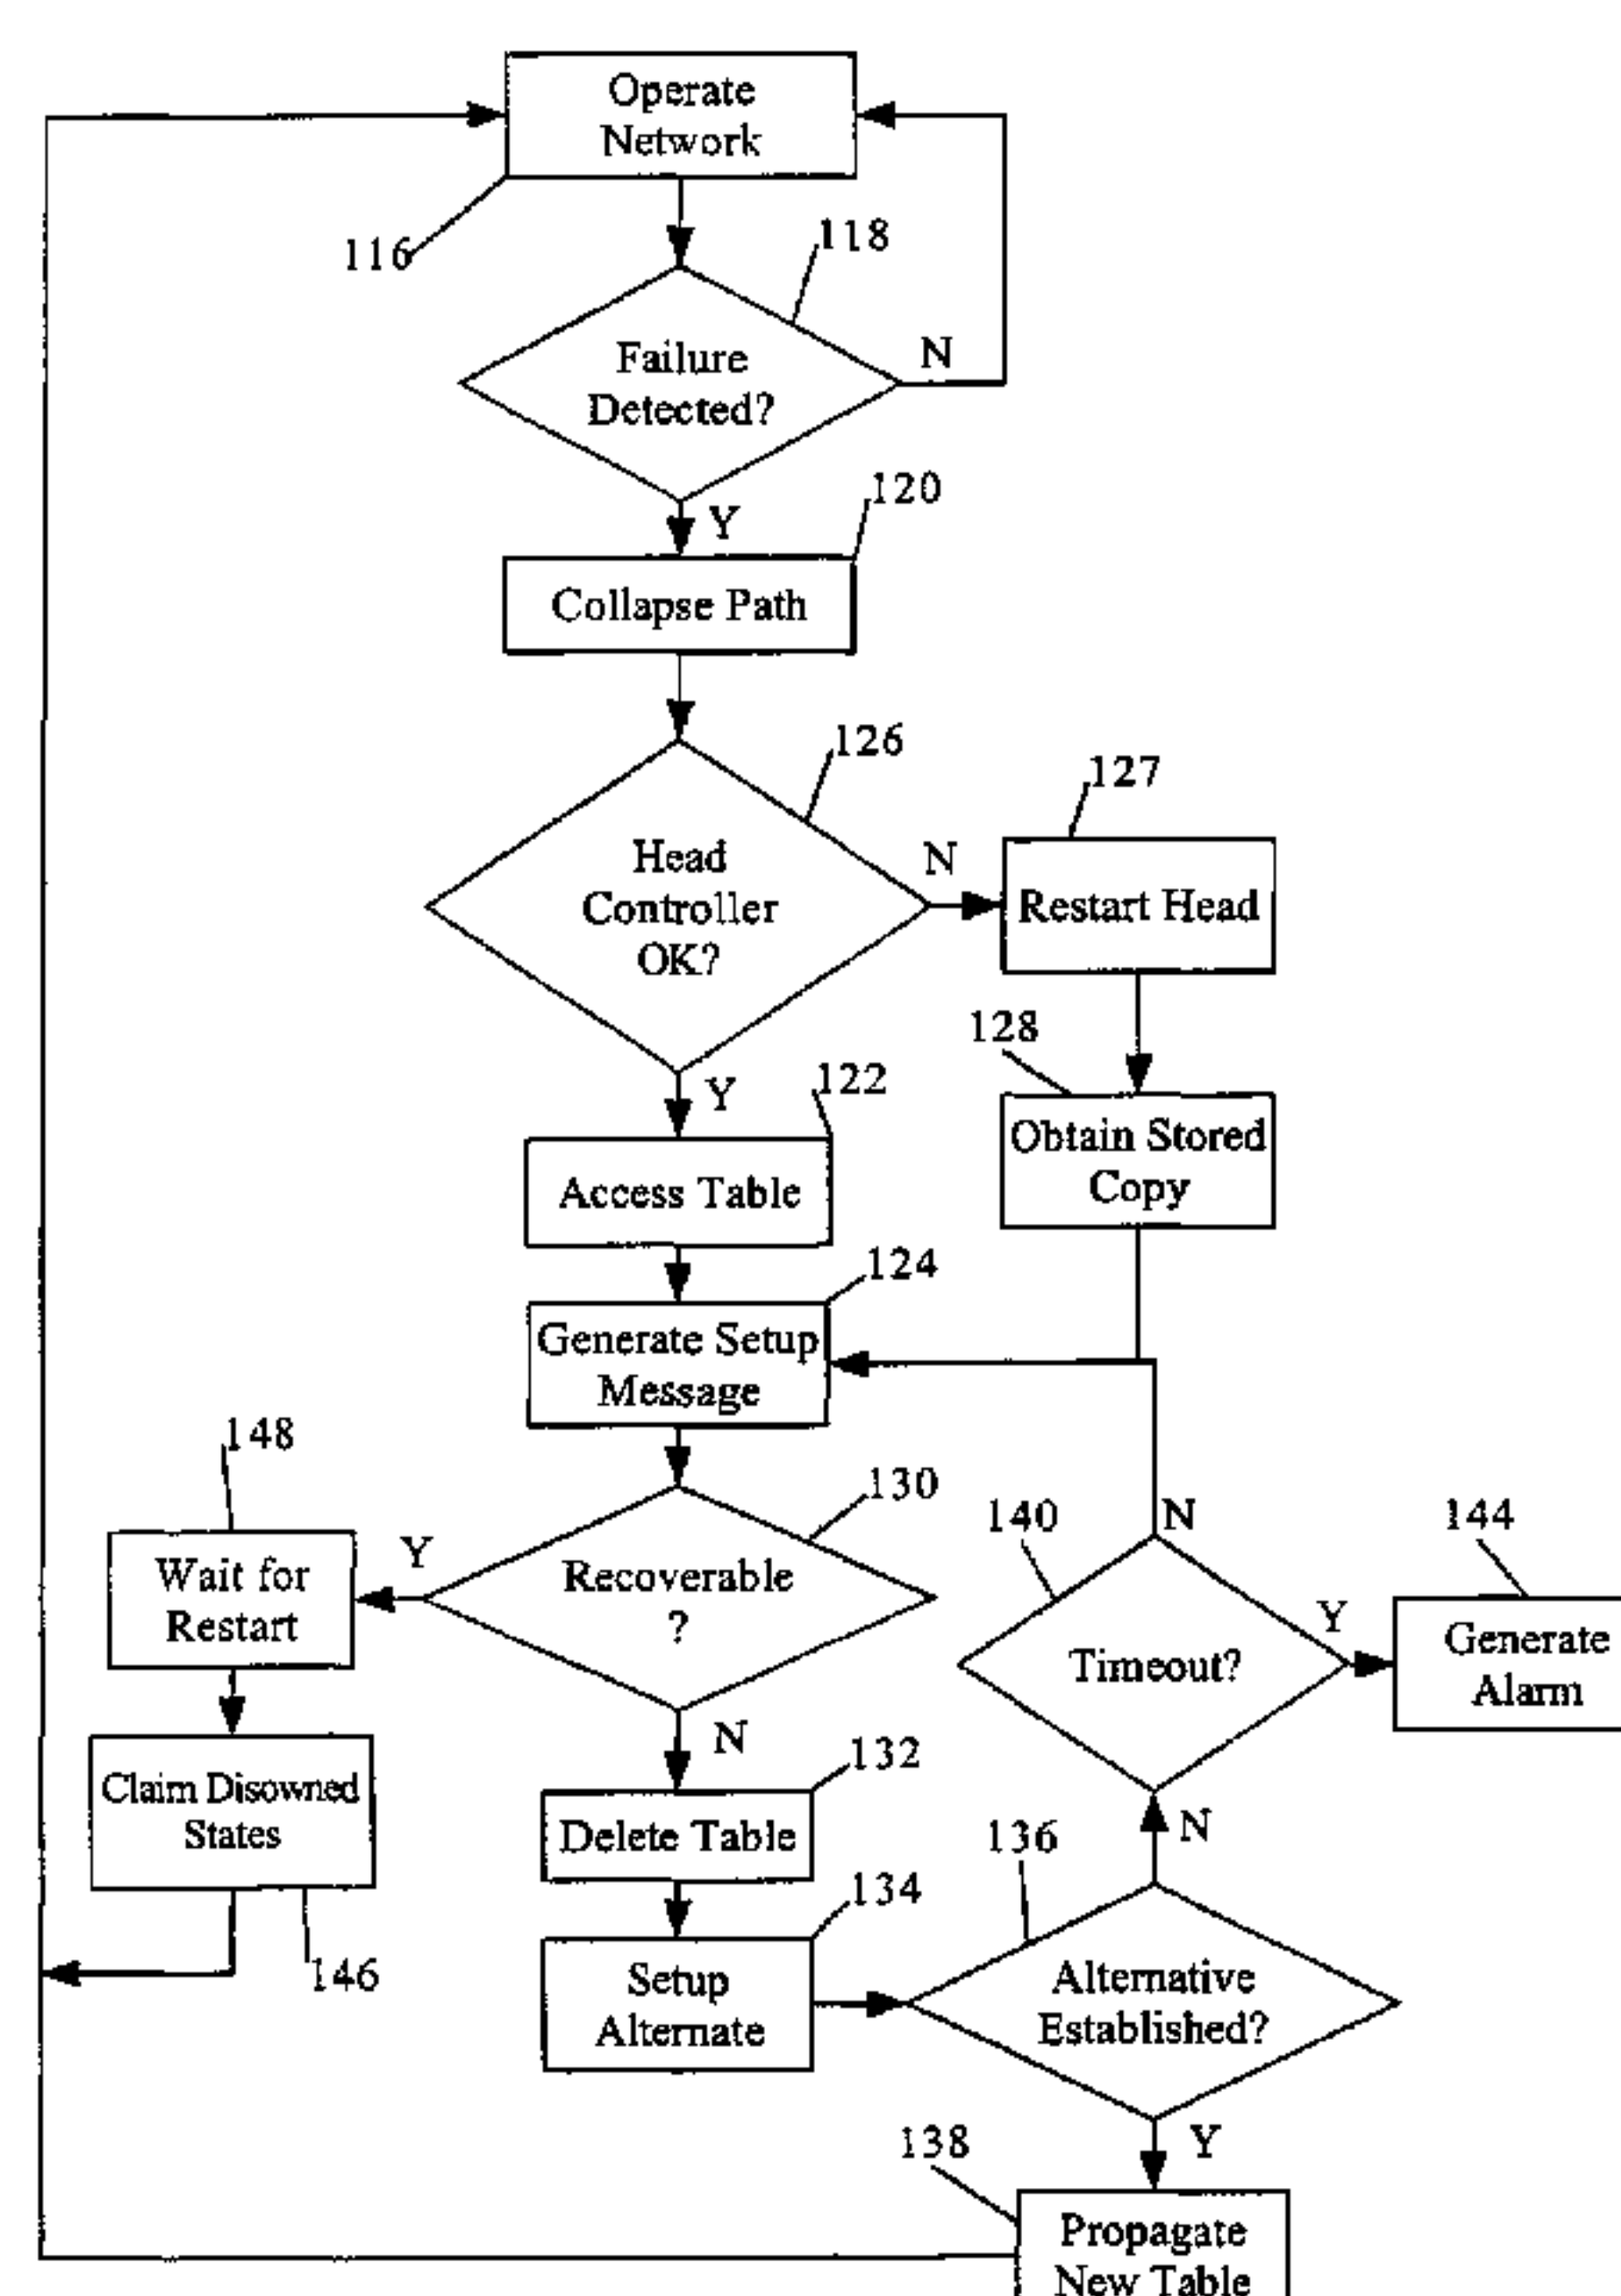 Operate
Network
116
118
Failure
Detected?
N
Y
120
Collapse Path
126
127
Head
Controller
OK?
N
Restart Head
128
Y
122
Obtain Stored
Copy
Access Table
124
Generate Setup
Message
148
130
140
N
144
Wait for
Restart
Y
Recoverable
?
Timeout?
Y
Generate
Alarm
N
132
Claim Disowned
States
Delete Table
136
N
134
146
Setup
Alternate
Alternative
Established?
138
Y
Propagate
New Table